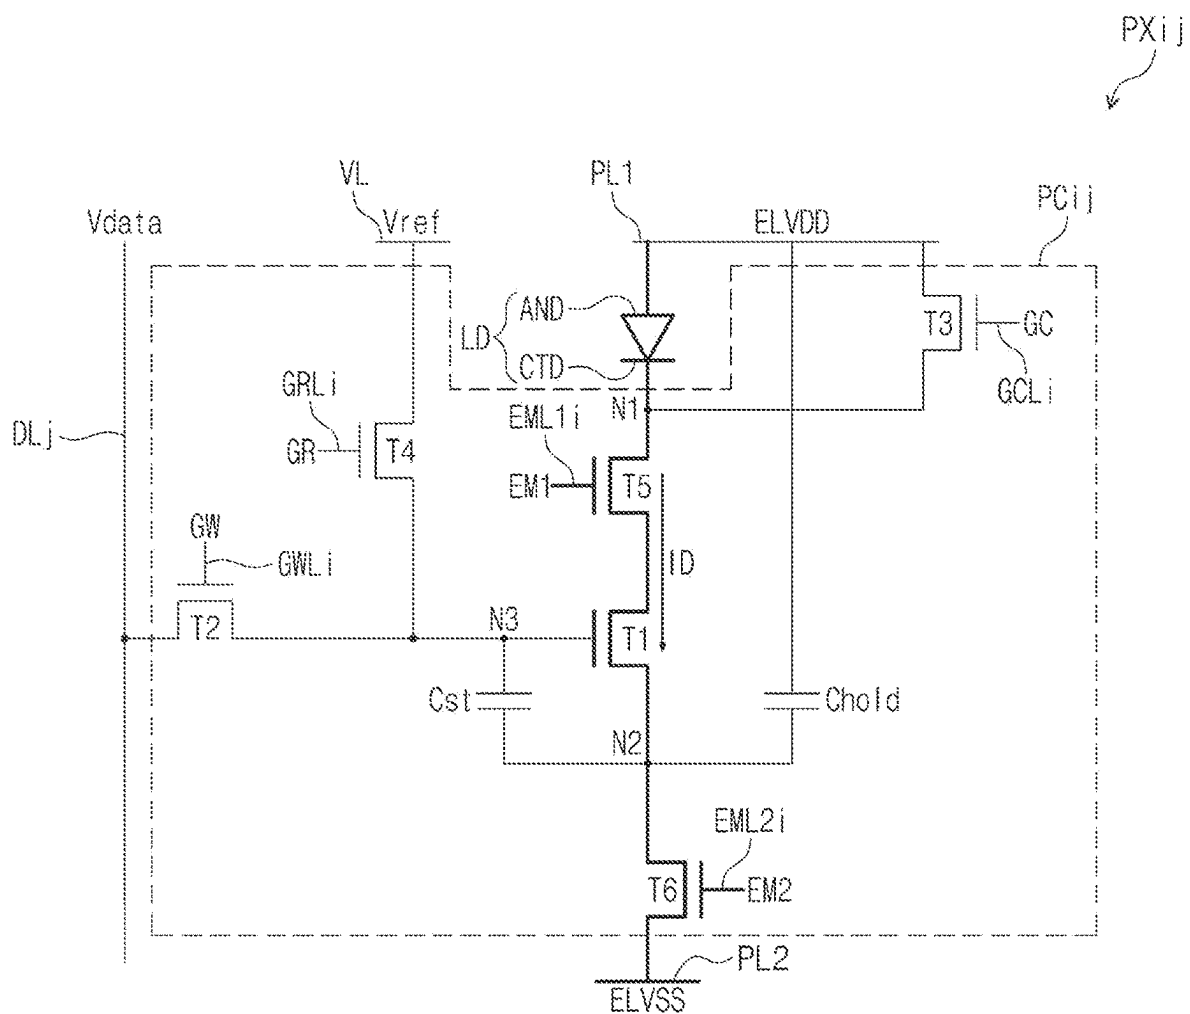 PXij
VL
PL1
PCij
Vdata
Vref
ELVDD
LD
AND
CTD
T3
GC
GCLi
N1
GRLi
EML1i
DLj
GR
T4
EM1
T5
ID
GW
GWLi
T2
N3
T1
Cst
Chold
N2
EML2i
T6
EM2
PL2
ELVSS